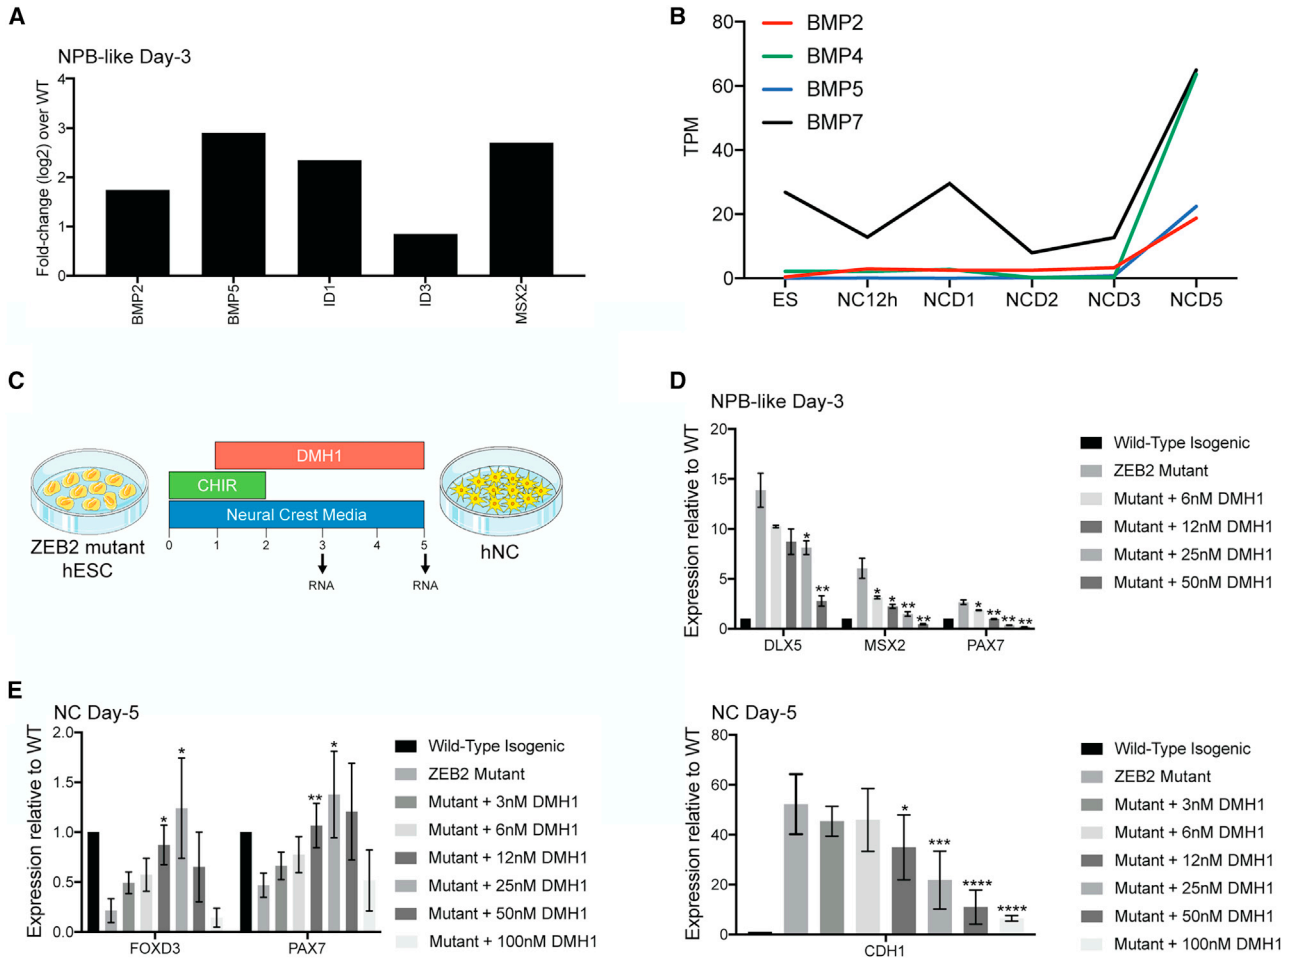 A
NPB-like Day-3
Fold-change (log2) over WT
4
3
2
1
0
BMP2
BMP5
ID1
ID3
MSX2
B
BMP2
BMP4
BMP5
BMP7
TPM
80
60
40
20
0
ES NC12h NCD1 NCD2 NCD3 NCD5
C
DMH1
CHIR
Neural Crest Media
0 1 2 3 4 5
ZEB2 mutant
hESC
hNC
RNA RNA
D
NPB-like Day-3
Expression relative to WT
20
15
10
5
0
* **
* * ** **
* ** ** **
DLX5 MSX2 PAX7
Wild-Type Isogenic
ZEB2 Mutant
Mutant + 6nM DMH1
Mutant + 12nM DMH1
Mutant + 25nM DMH1
Mutant + 50nM DMH1
E
NC Day-5
Expression relative to WT
2.0
1.5
1.0
0.5
0.0
* *
** *
FOXD3 PAX7
Wild-Type Isogenic
ZEB2 Mutant
Mutant + 3nM DMH1
Mutant + 6nM DMH1
Mutant + 12nM DMH1
Mutant + 25nM DMH1
Mutant + 50nM DMH1
Mutant + 100nM DMH1
NC Day-5
Expression relative to WT
80
60
40
20
0
* *** **** ****
CDH1
Wild-Type Isogenic
ZEB2 Mutant
Mutant + 3nM DMH1
Mutant + 6nM DMH1
Mutant + 12nM DMH1
Mutant + 25nM DMH1
Mutant + 50nM DMH1
Mutant + 100nM DMH1